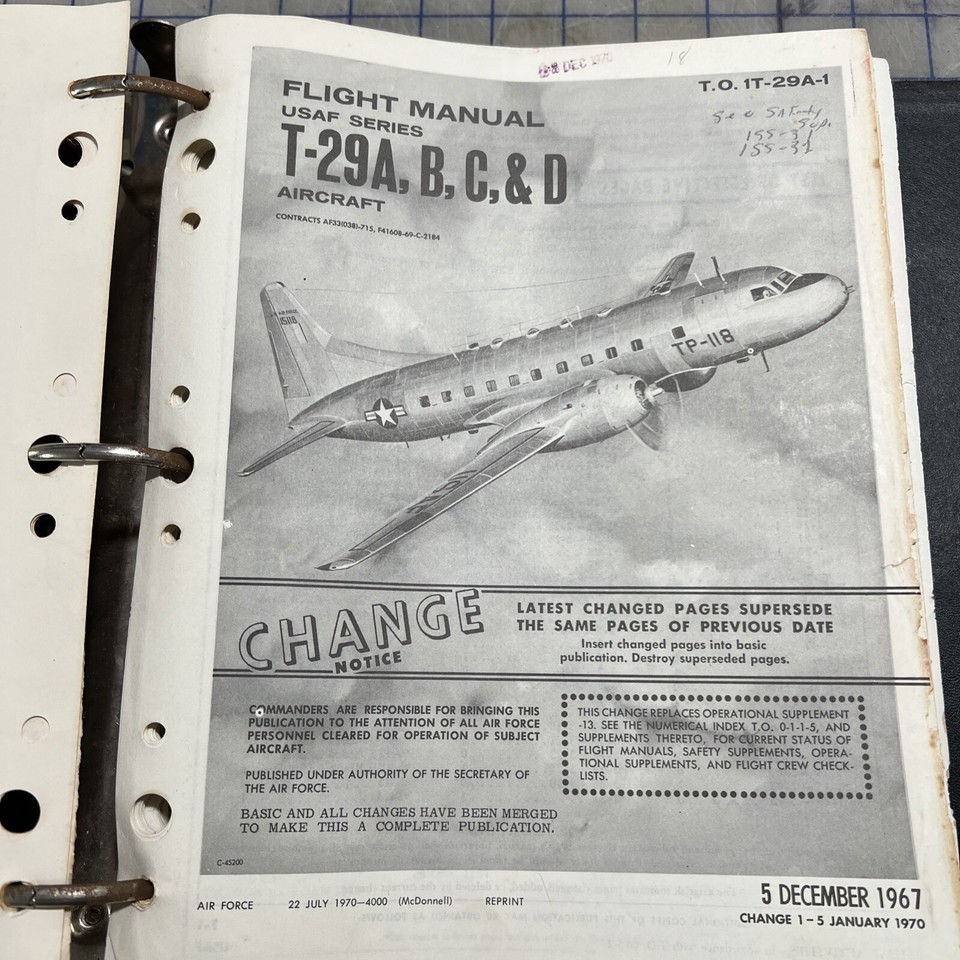 DEC 1970
18
T.O. 1T-29A-1
FLIGHT MANUAL
USAF SERIES
T-29A, B, C, & D
AIRCRAFT
CONTRACTS AF33(038)-715, F41608-69-C-2184
See Safety
Sup.
1SS-31
1SS-31
15118
TP-118
CHANGE
NOTICE
LATEST CHANGED PAGES SUPERSEDE
THE SAME PAGES OF PREVIOUS DATE
Insert changed pages into basic
publication. Destroy superseded pages.
COMMANDERS ARE RESPONSIBLE FOR BRINGING THIS
PUBLICATION TO THE ATTENTION OF ALL AIR FORCE
PERSONNEL CLEARED FOR OPERATION OF SUBJECT
AIRCRAFT.
PUBLISHED UNDER AUTHORITY OF THE SECRETARY OF
THE AIR FORCE.
BASIC AND ALL CHANGES HAVE BEEN MERGED
TO MAKE THIS A COMPLETE PUBLICATION.
THIS CHANGE REPLACES OPERATIONAL SUPPLEMENT
-13. SEE THE NUMERICAL INDEX T.O. 0-1-1-5, AND
SUPPLEMENTS THERETO, FOR CURRENT STATUS OF
FLIGHT MANUALS, SAFETY SUPPLEMENTS, OPERA-
TIONAL SUPPLEMENTS, AND FLIGHT CREW CHECK-
LISTS.
C-45200
AIR FORCE 22 JULY 1970—4000 (McDonnell) REPRINT
5 DECEMBER 1967
CHANGE 1 - 5 JANUARY 1970